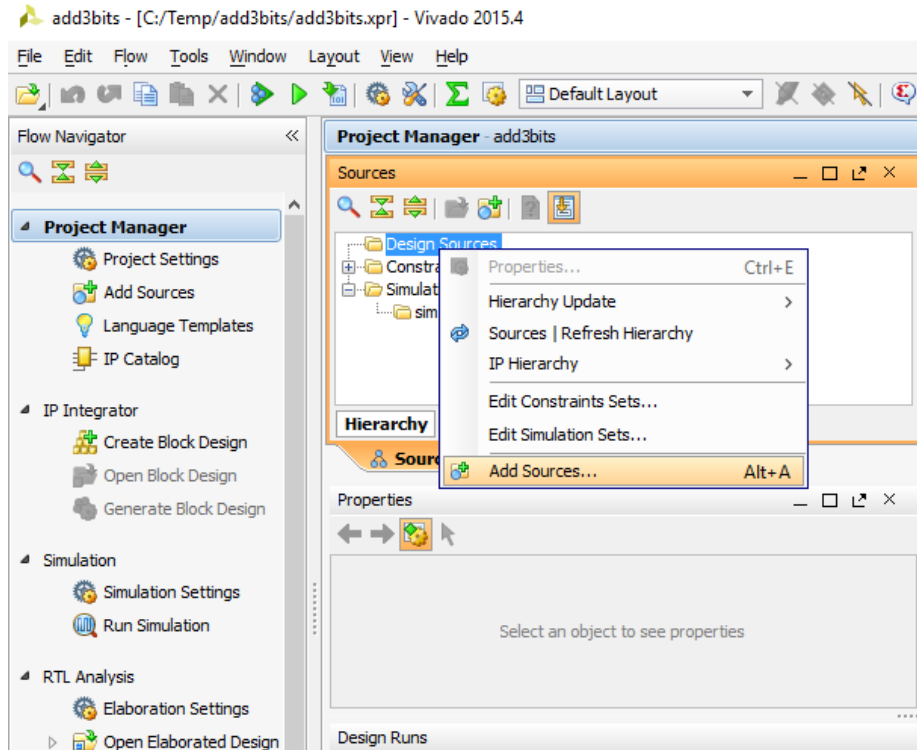 add3bits - [C:/Temp/add3bits/add3bits.xpr] - Vivado 2015.4
File Edit Flow Tools Window Layout View Help
Default Layout
Flow Navigator
Project Manager
Project Settings
Add Sources
Language Templates
IP Catalog
IP Integrator
Create Block Design
Open Block Design
Generate Block Design
Simulation
Simulation Settings
Run Simulation
RTL Analysis
Elaboration Settings
Open Elaborated Design
Project Manager - add3bits
Sources
Design Sources
Constra
Simulat
sim
Hierarchy
Sourc
Properties... Ctrl+E
Hierarchy Update
Sources | Refresh Hierarchy
IP Hierarchy
Edit Constraints Sets...
Edit Simulation Sets...
Add Sources... Alt+A
Properties
Select an object to see properties
Design Runs